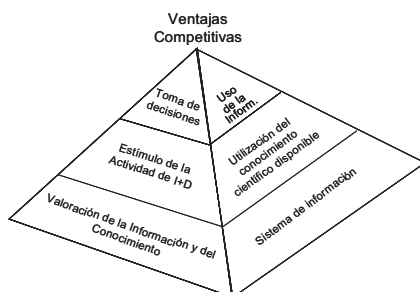 Ventajas
Competitivas
Toma de
decisiones
Uso
de la
Inform.
Estímulo de la
Actividad de I+D
Utilización del
conocimiento
científico disponible
Valoración de la Información y del
Conocimiento
Sistema de información